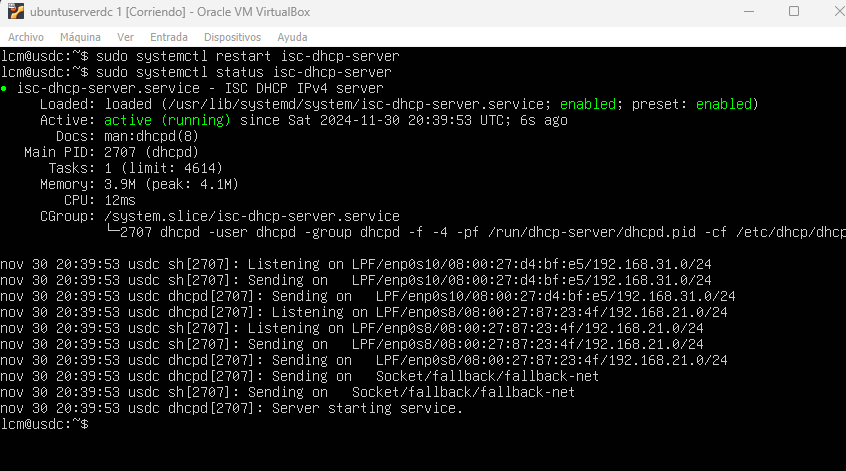 ubuntuserverdc 1 [Corriendo] - Oracle VM VirtualBox
Archivo Máquina Ver Entrada Dispositivos Ayuda
lcm@usdc:~$ sudo systemctl restart isc-dhcp-server
lcm@usdc:~$ sudo systemctl status isc-dhcp-server
● isc-dhcp-server.service - ISC DHCP IPv4 server
     Loaded: loaded (/usr/lib/systemd/system/isc-dhcp-server.service; enabled; preset: enabled)
     Active: active (running) since Sat 2024-11-30 20:39:53 UTC; 6s ago
       Docs: man:dhcpd(8)
   Main PID: 2707 (dhcpd)
      Tasks: 1 (limit: 4614)
     Memory: 3.9M (peak: 4.1M)
        CPU: 12ms
     CGroup: /system.slice/isc-dhcp-server.service
             └─2707 dhcpd -user dhcpd -group dhcpd -f -4 -pf /run/dhcp-server/dhcpd.pid -cf /etc/dhcp/dhcp
nov 30 20:39:53 usdc sh[2707]: Listening on LPF/enp0s10/08:00:27:d4:bf:e5/192.168.31.0/24
nov 30 20:39:53 usdc sh[2707]: Sending on   LPF/enp0s10/08:00:27:d4:bf:e5/192.168.31.0/24
nov 30 20:39:53 usdc dhcpd[2707]: Sending on   LPF/enp0s10/08:00:27:d4:bf:e5/192.168.31.0/24
nov 30 20:39:53 usdc dhcpd[2707]: Listening on LPF/enp0s8/08:00:27:87:23:4f/192.168.21.0/24
nov 30 20:39:53 usdc sh[2707]: Listening on LPF/enp0s8/08:00:27:87:23:4f/192.168.21.0/24
nov 30 20:39:53 usdc sh[2707]: Sending on   LPF/enp0s8/08:00:27:87:23:4f/192.168.21.0/24
nov 30 20:39:53 usdc dhcpd[2707]: Sending on   LPF/enp0s8/08:00:27:87:23:4f/192.168.21.0/24
nov 30 20:39:53 usdc dhcpd[2707]: Sending on   Socket/fallback/fallback-net
nov 30 20:39:53 usdc sh[2707]: Sending on   Socket/fallback/fallback-net
nov 30 20:39:53 usdc dhcpd[2707]: Server starting service.
lcm@usdc:~$